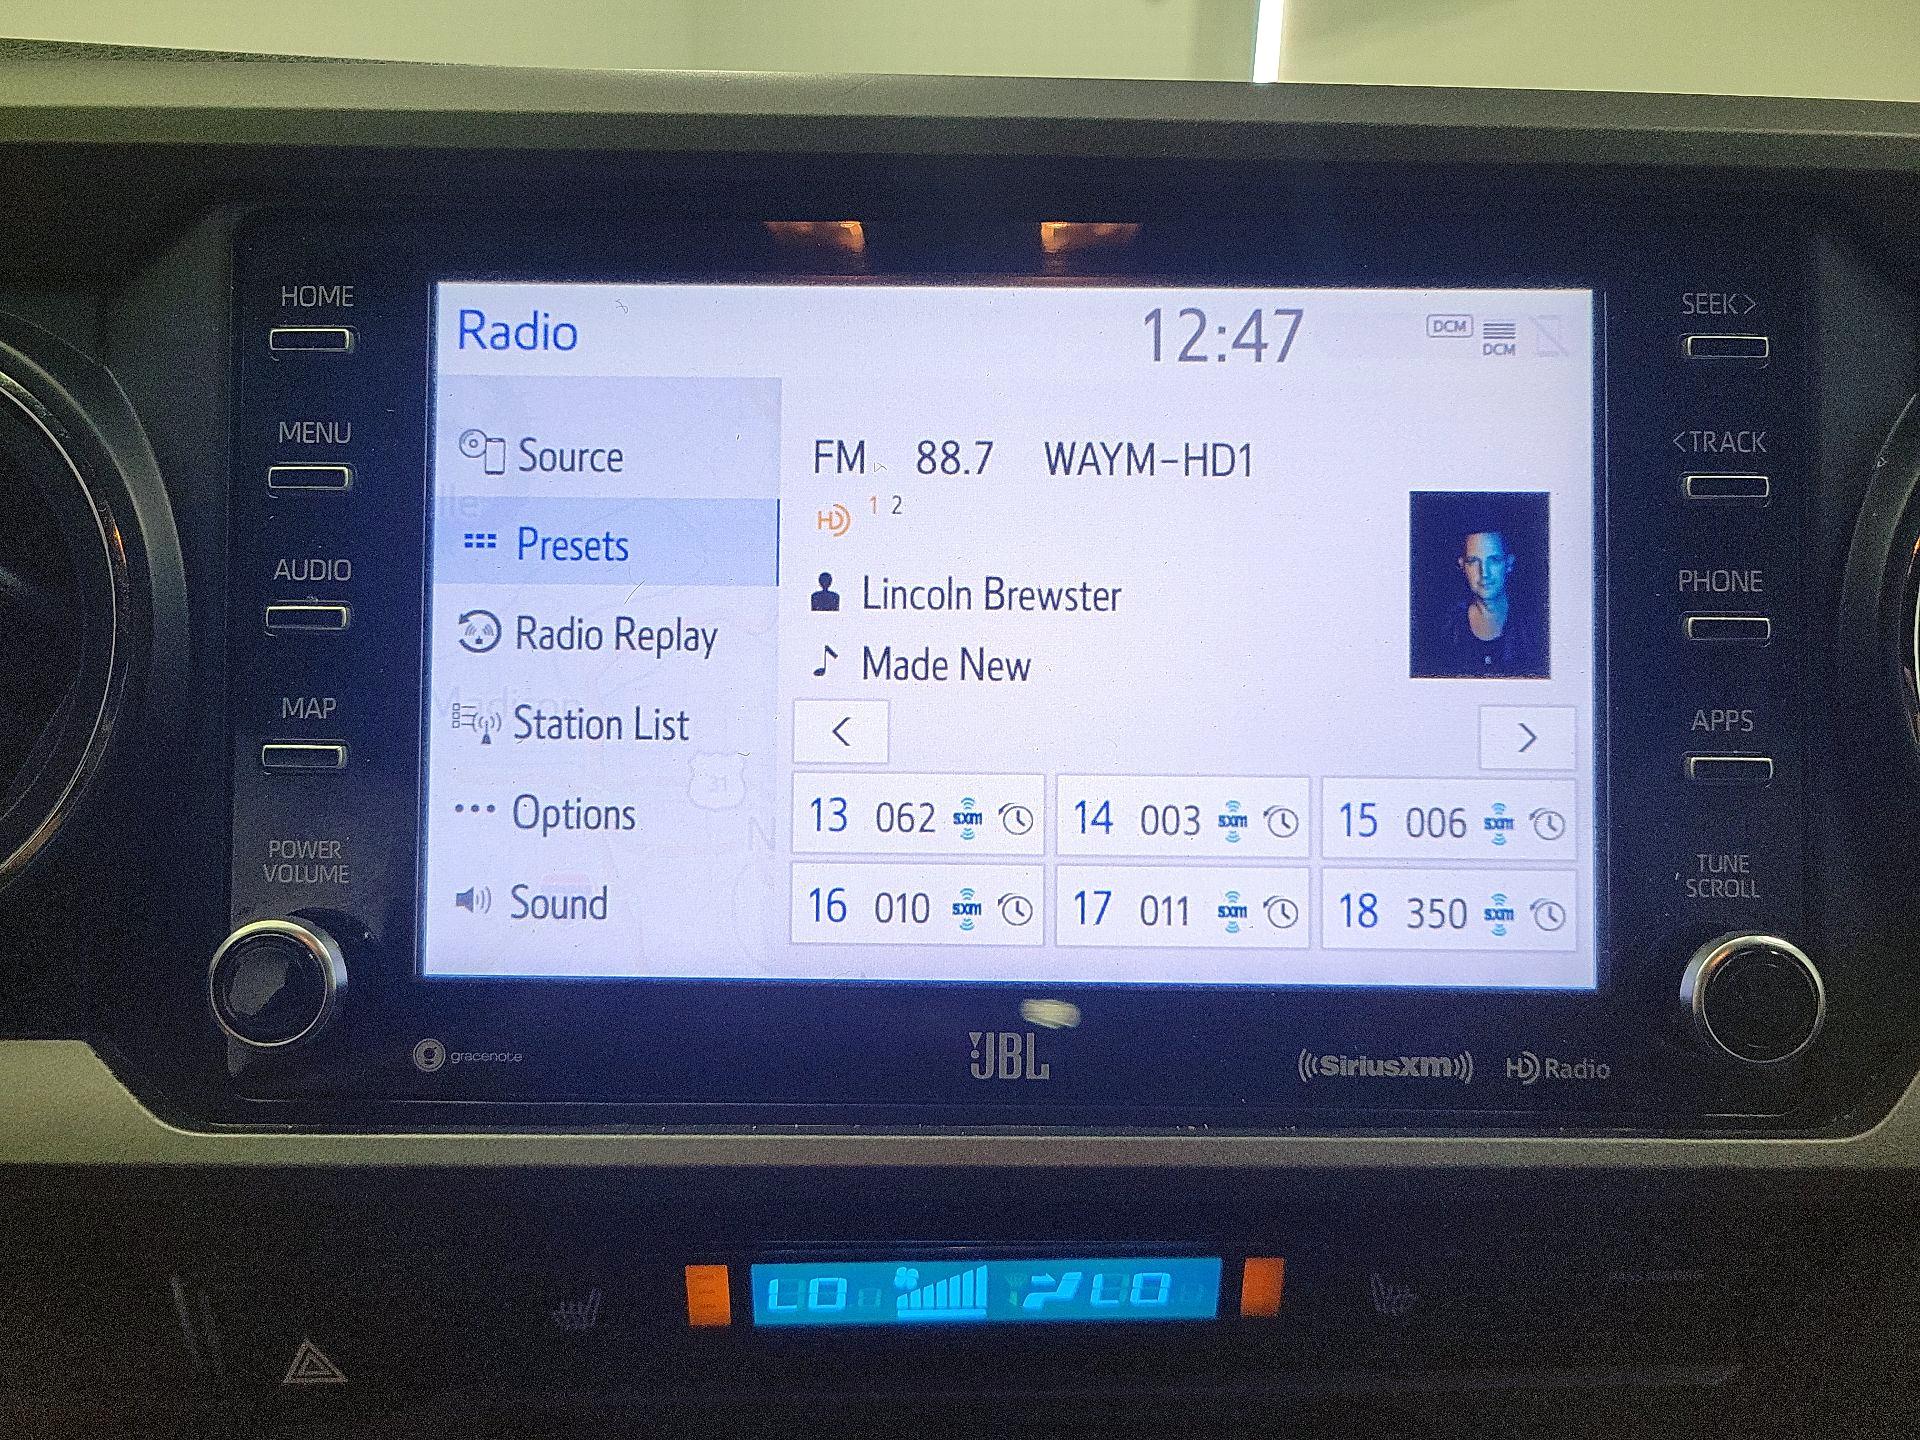 HOME
MENU
AUDIO
MAP
POWER
VOLUME
Radio
12:47
DCM
DCM
Source
Presets
Radio Replay
Station List
Options
Sound
31
N
FM 88.7 WAYM-HD1
HD 1 2
Lincoln Brewster
Made New
<
>
13 062 sxm
14 003 sxm
15 006 sxm
16 010 sxm
17 011 sxm
18 350 sxm
SEEK>
<TRACK
PHONE
APPS
TUNE
SCROLL
gracenote
JBL
((SiriusXM))
HD Radio
LO LO